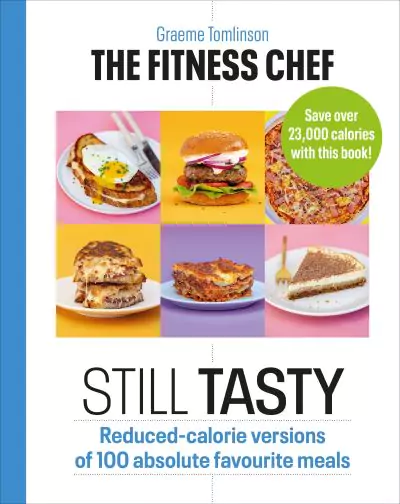 Graeme Tomlinson
THE FITNESS CHEF
Save over
23,000 calories
with this book!
STILL TASTY
Reduced-calorie versions
of 100 absolute favourite meals